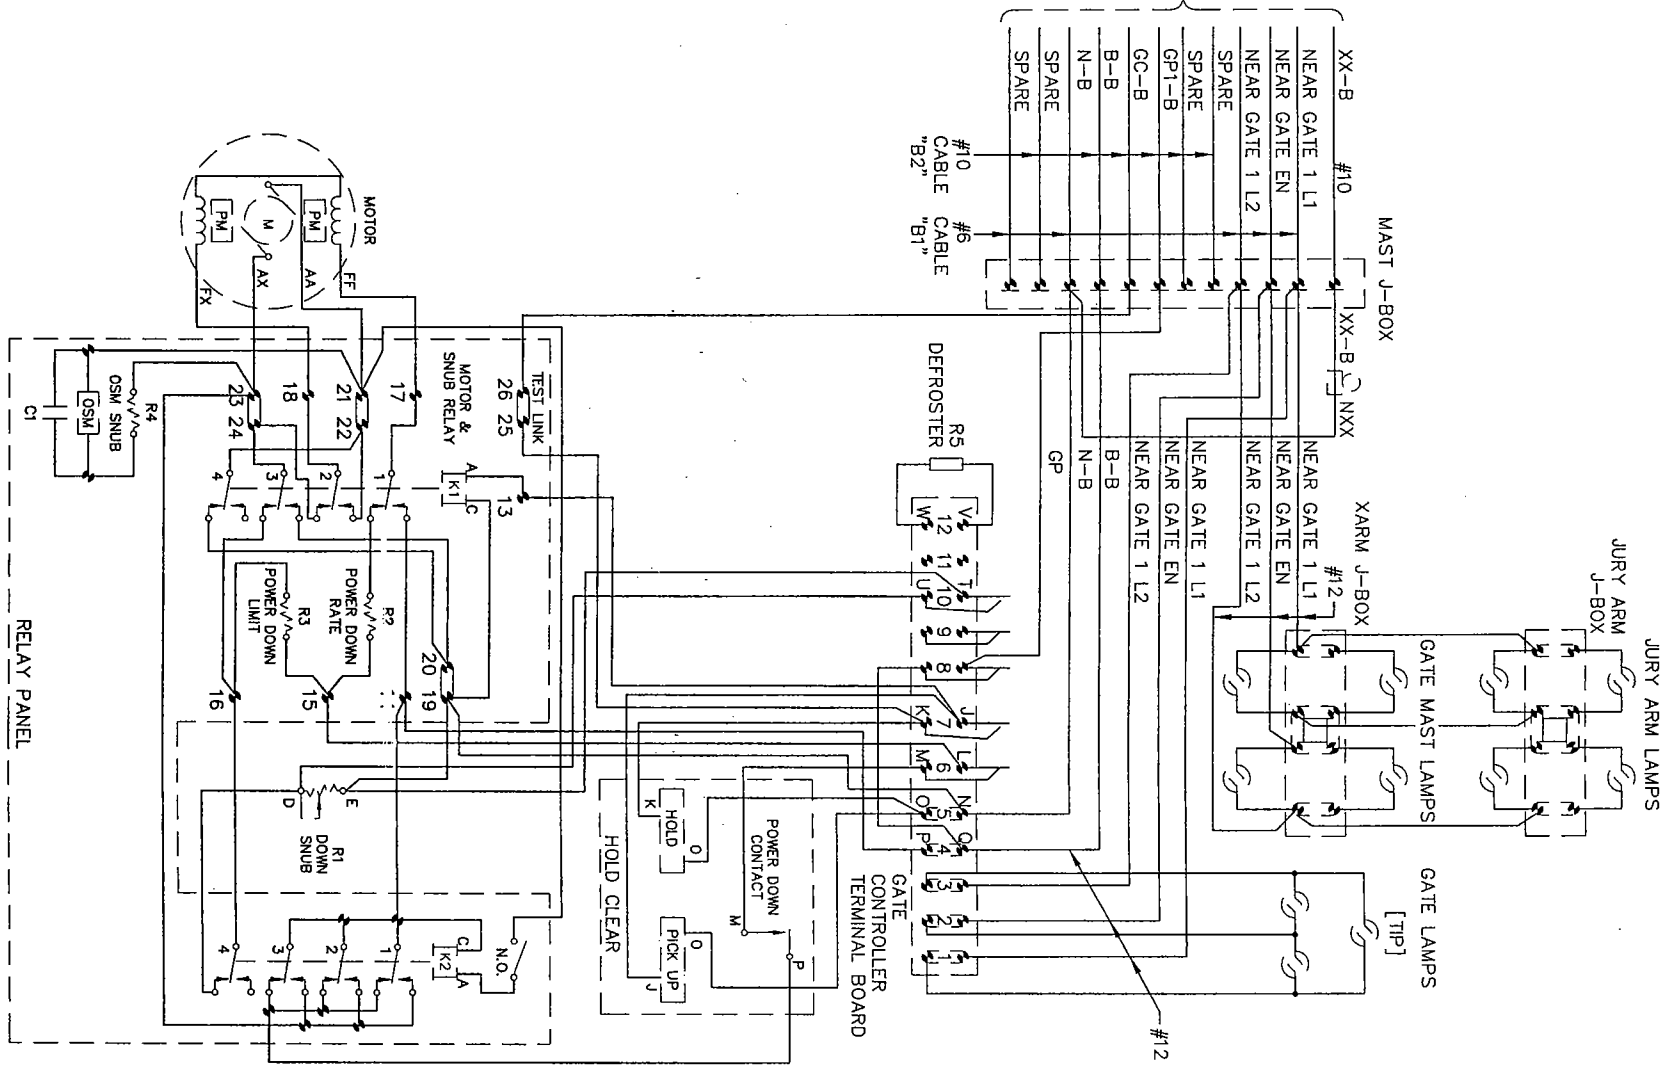 XX-B
NEAR GATE 1 L1
NEAR GATE EN
NEAR GATE 1 L2
SPARE
SPARE
GP1-B
GC-B
B-B
N-B
SPARE
SPARE
#10
#10
CABLE
"B2"
#6
CABLE
"B1"
MAST J-BOX
XX-B
NXX
NEAR GATE 1 L1
NEAR GATE EN
NEAR GATE 1 L2
NEAR GATE 1 L1
NEAR GATE EN
NEAR GATE 1 L2
B-B
N-B
GP
XARM J-BOX
#12
JURY ARM
J-BOX
JURY ARM LAMPS
GATE MAST LAMPS
GATE LAMPS
[TIP]
#12
DEFROSTER
R5
V
12
W
11
T
10
U
9
8
J
7
K
L
6
M
N
5
O
Q
4
P
3
2
1
GATE
CONTROLLER
TERMINAL BOARD
MOTOR
PM
M
PM
FF
AA
AX
FX
TEST LINK
26 25
MOTOR &
SNUB RELAY
17
21 22
18
23 24
13
A
K1
C
1
2
3
4
R4
OSM SNUB
OSM
C1
R2
POWER DOWN
RATE
R3
POWER DOWN
LIMIT
20 19
15
16
RELAY PANEL
E
D
R1
DOWN
SNUB
N.O.
A
K2
C
1
2
3
4
POWER DOWN
CONTACT
M
P
HOLD
K
O
PICK UP
O
J
HOLD CLEAR